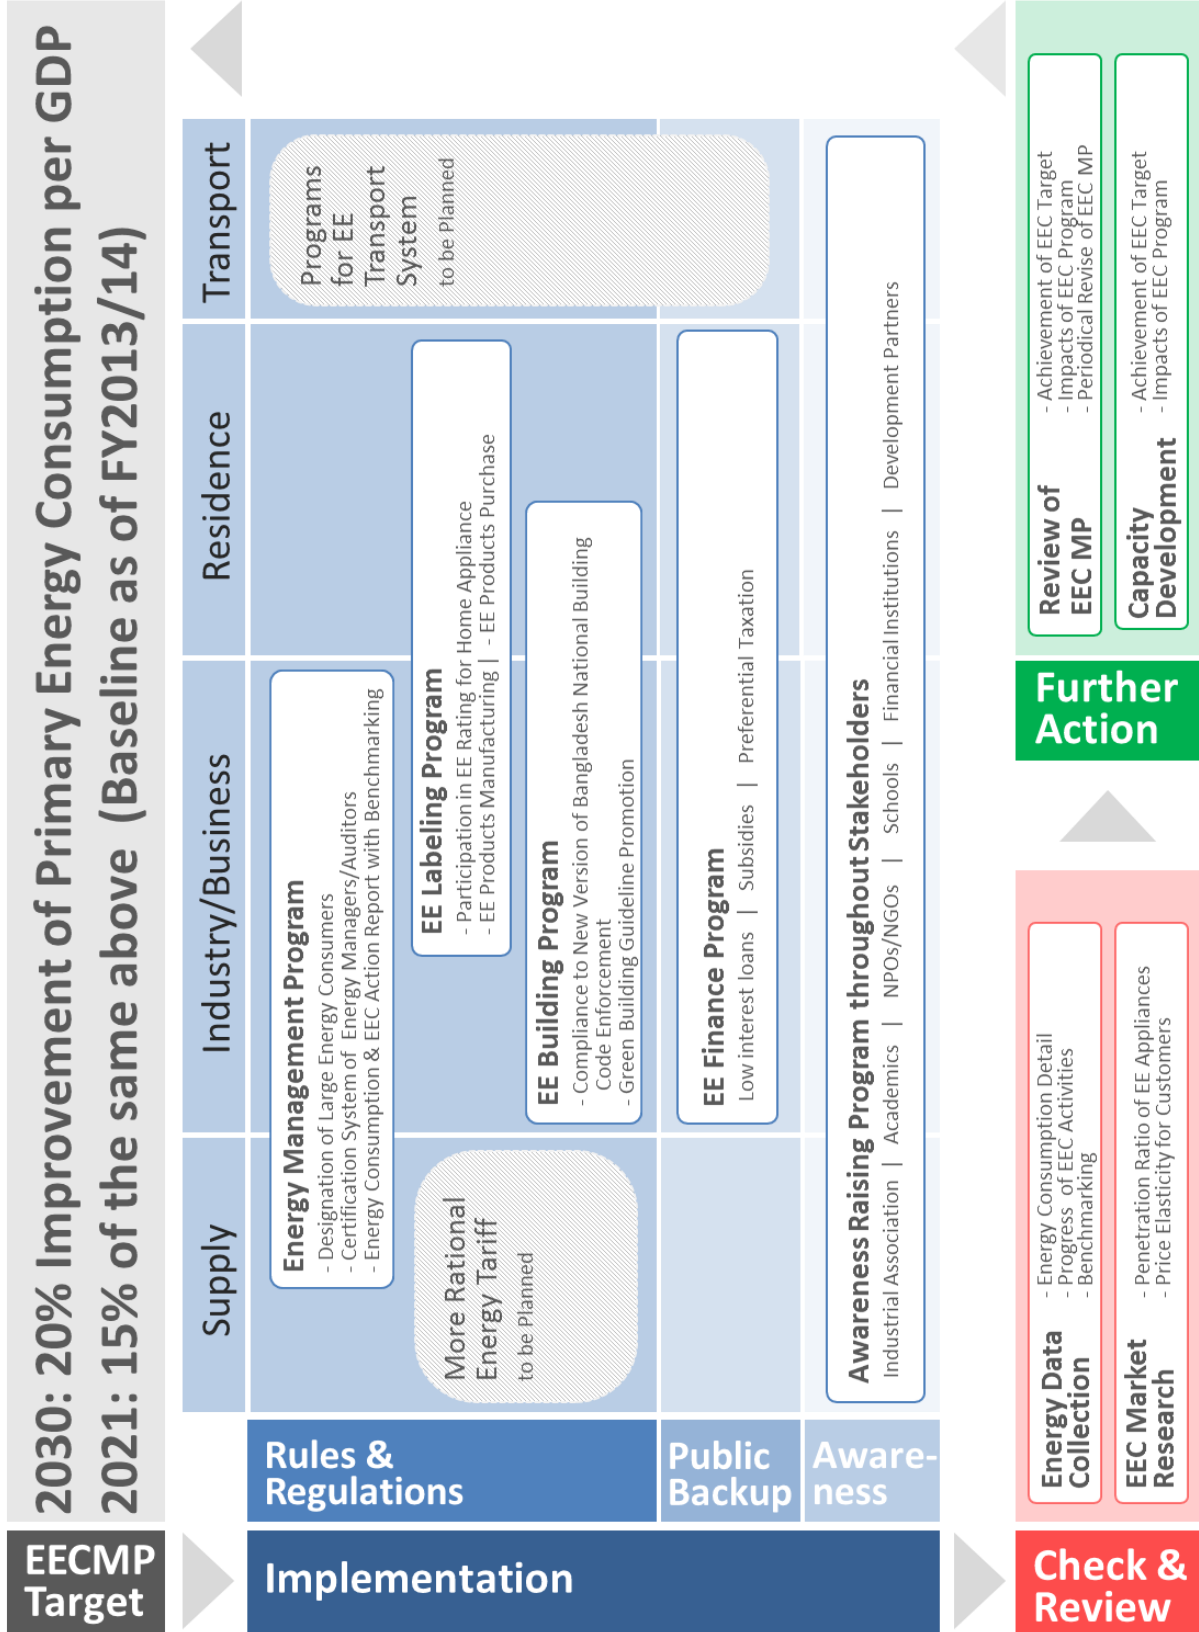 EECMP
Target
2030: 20% Improvement of Primary Energy Consumption per GDP
2021: 15% of the same above (Baseline as of FY2013/14)
Supply
Industry/Business
Residence
Transport
Implementation
Rules &
Regulations
Energy Management Program
- Designation of Large Energy Consumers
- Certification System of Energy Managers/Auditors
- Energy Consumption & EEC Action Report with Benchmarking
More Rational
Energy Tariff
to be Planned
EE Labeling Program
- Participation in EE Rating for Home Appliance
- EE Products Manufacturing | - EE Products Purchase
EE Building Program
- Compliance to New Version of Bangladesh National Building
Code Enforcement
- Green Building Guideline Promotion
Programs
for EE
Transport
System
to be Planned
Public
Backup
EE Finance Program
Low interest loans | Subsidies | Preferential Taxation
Aware-
ness
Awareness Raising Program throughout Stakeholders
Industrial Association | Academics | NPOs/NGOs | Schools | Financial Institutions | Development Partners
Check &
Review
Energy Data
Collection
- Energy Consumption Detail
- Progress of EEC Activities
- Benchmarking
EEC Market
Research
- Penetration Ratio of EE Appliances
- Price Elasticity for Customers
Further
Action
Review of
EEC MP
- Achievement of EEC Target
- Impacts of EEC Program
- Periodical Revise of EEC MP
Capacity
Development
- Achievement of EEC Target
- Impacts of EEC Program